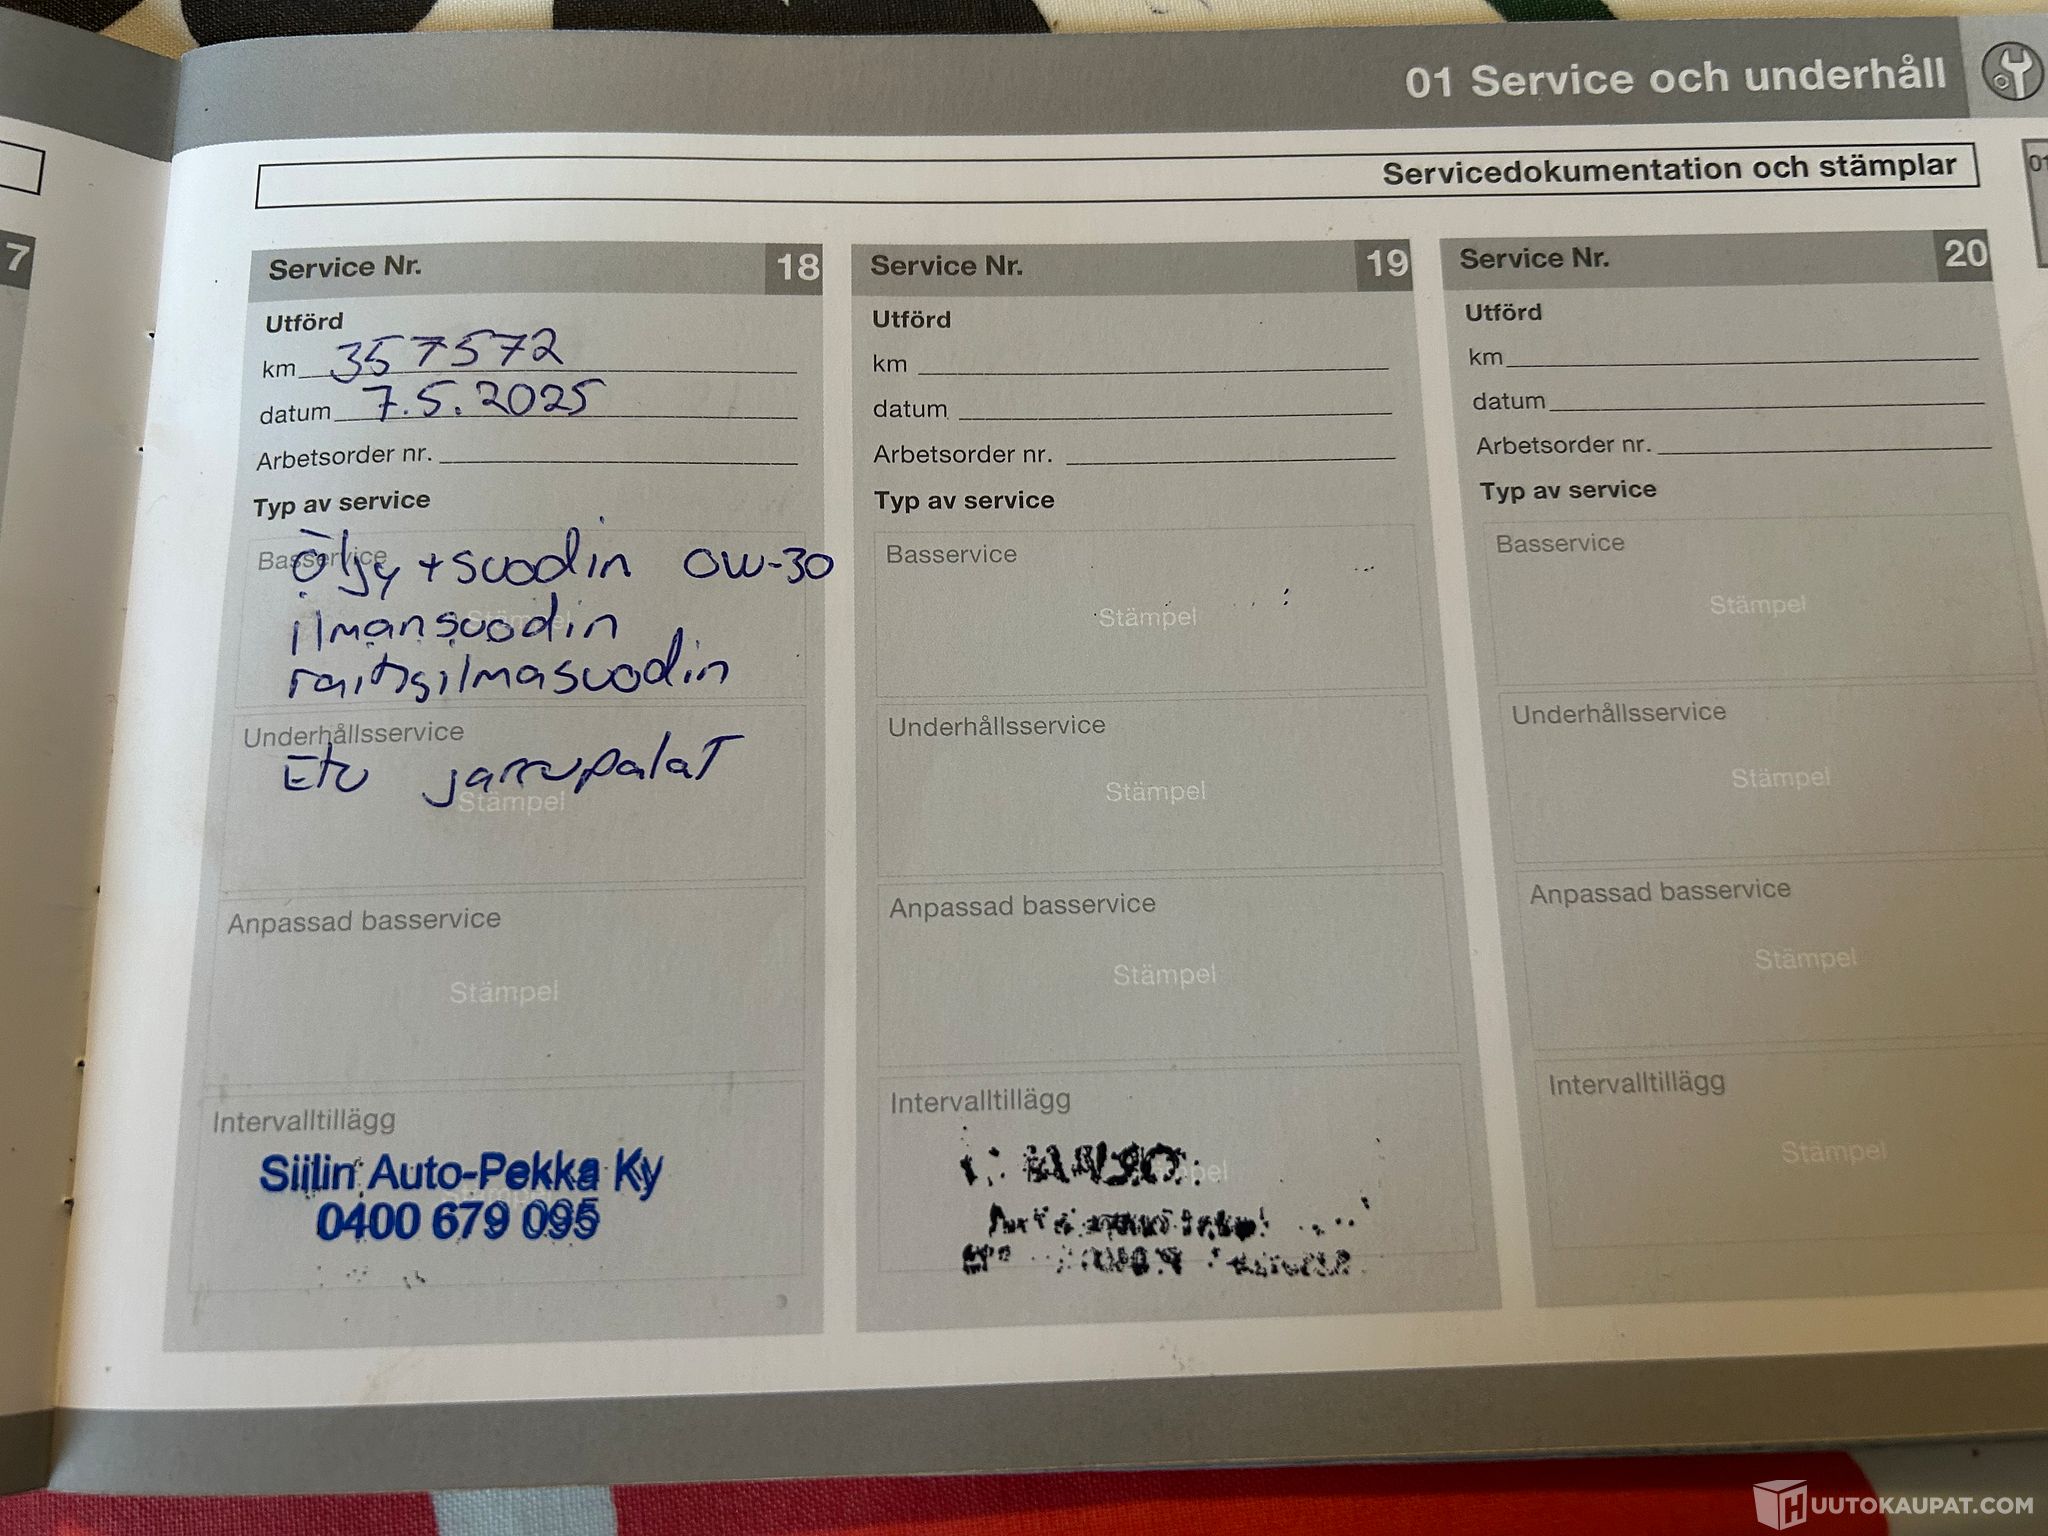 01 Service och underhåll
Servicedokumentation och stämplar
01
7
Service Nr. 18
Utförd
km 357572
datum 7.5.2025
Arbetsorder nr.
Typ av service
Basservice
Öljy + suodin 0W-30
Stämpel
ilmansuodin
raitisilmasuodin
Underhållsservice
Etu jarrupalat
Stämpel
Anpassad basservice
Stämpel
Intervalltillägg
Siilin Auto-Pekka Ky
0400 679 095
Service Nr. 19
Utförd
km
datum
Arbetsorder nr.
Typ av service
Basservice
Stämpel
Underhållsservice
Stämpel
Anpassad basservice
Stämpel
Intervalltillägg
Service Nr. 20
Utförd
km
datum
Arbetsorder nr.
Typ av service
Basservice
Stämpel
Underhållsservice
Stämpel
Anpassad basservice
Stämpel
Intervalltillägg
Stämpel
HUUTOKAUPAT.COM